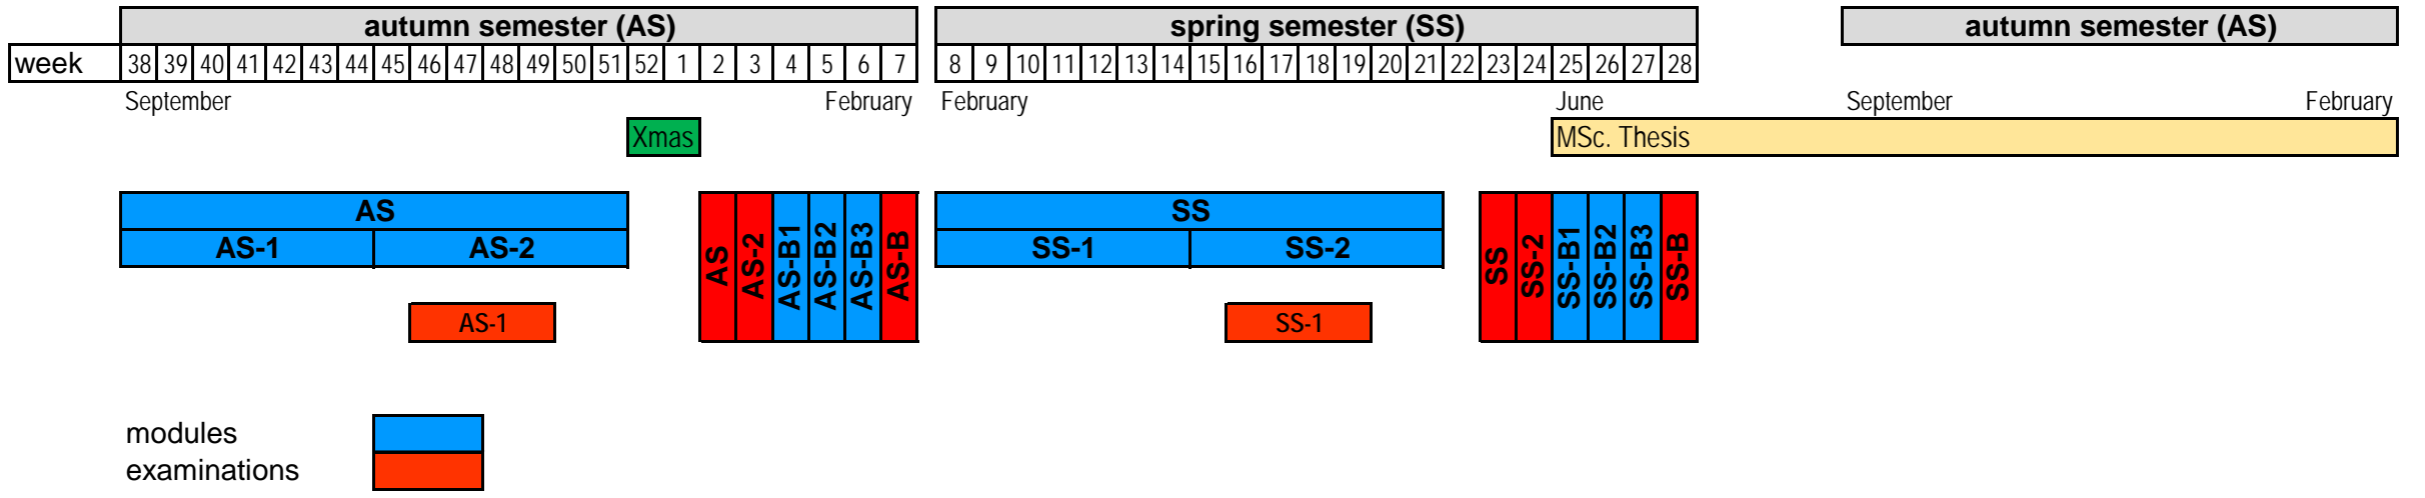 autumn semester (AS) spring semester (SS) autumn semester (AS)
week 38 39 40 41 42 43 44 45 46 47 48 49 50 51 52 1 2 3 4 5 6 7 8 9 10 11 12 13 14 15 16 17 18 19 20 21 22 23 24 25 26 27 28
September February February June September February
Xmas MSc. Thesis
AS SS
AS-1 AS-2 SS-1 SS-2
AS AS-2 AS-B1 AS-B2 AS-B3 AS-B SS SS-2 SS-B1 SS-B2 SS-B3 SS-B
AS-1 SS-1
modules
examinations